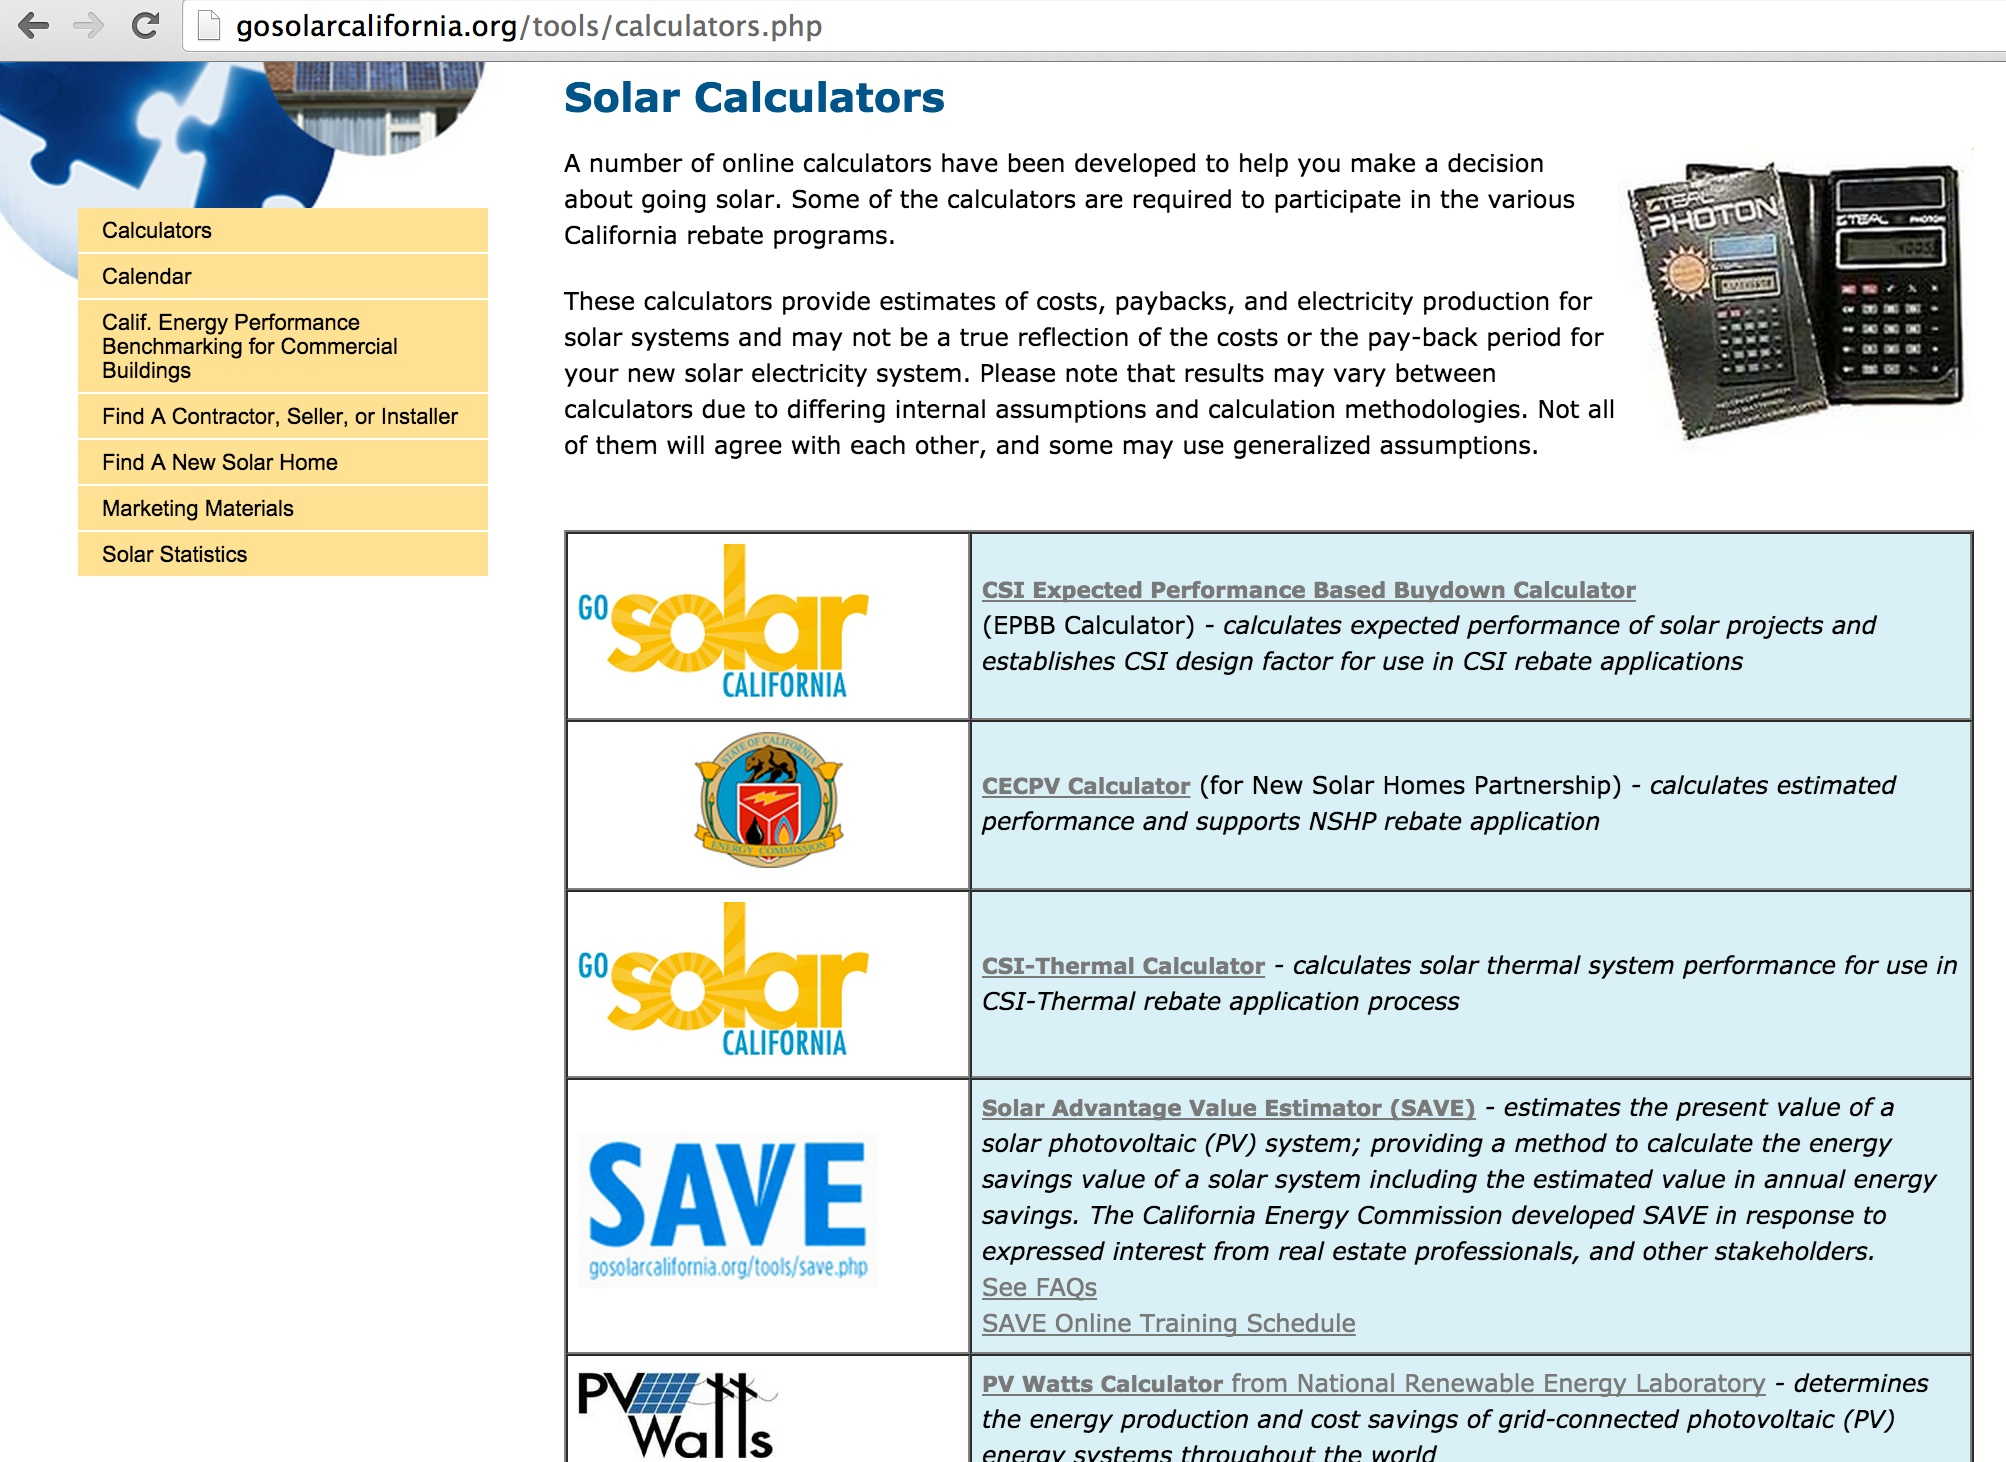 gosolarcalifornia.org/tools/calculators.php
Calculators
Calendar
Calif. Energy Performance
Benchmarking for Commercial
Buildings
Find A Contractor, Seller, or Installer
Find A New Solar Home
Marketing Materials
Solar Statistics
Solar Calculators
A number of online calculators have been developed to help you make a decision
about going solar. Some of the calculators are required to participate in the various
California rebate programs.
These calculators provide estimates of costs, paybacks, and electricity production for
solar systems and may not be a true reflection of the costs or the pay-back period for
your new solar electricity system. Please note that results may vary between
calculators due to differing internal assumptions and calculation methodologies. Not all
of them will agree with each other, and some may use generalized assumptions.
STEAL
PHOTON
STEAL PHOTON
GO solar
CALIFORNIA
CSI Expected Performance Based Buydown Calculator
(EPBB Calculator) - calculates expected performance of solar projects and
establishes CSI design factor for use in CSI rebate applications
STATE OF CALIFORNIA
ENERGY COMMISSION
CECPV Calculator (for New Solar Homes Partnership) - calculates estimated
performance and supports NSHP rebate application
GO solar
CALIFORNIA
CSI-Thermal Calculator - calculates solar thermal system performance for use in
CSI-Thermal rebate application process
SAVE
gosolarcalifornia.org/tools/save.php
Solar Advantage Value Estimator (SAVE) - estimates the present value of a
solar photovoltaic (PV) system; providing a method to calculate the energy
savings value of a solar system including the estimated value in annual energy
savings. The California Energy Commission developed SAVE in response to
expressed interest from real estate professionals, and other stakeholders.
See FAQs
SAVE Online Training Schedule
PV
Watts
PV Watts Calculator from National Renewable Energy Laboratory - determines
the energy production and cost savings of grid-connected photovoltaic (PV)
energy systems throughout the world